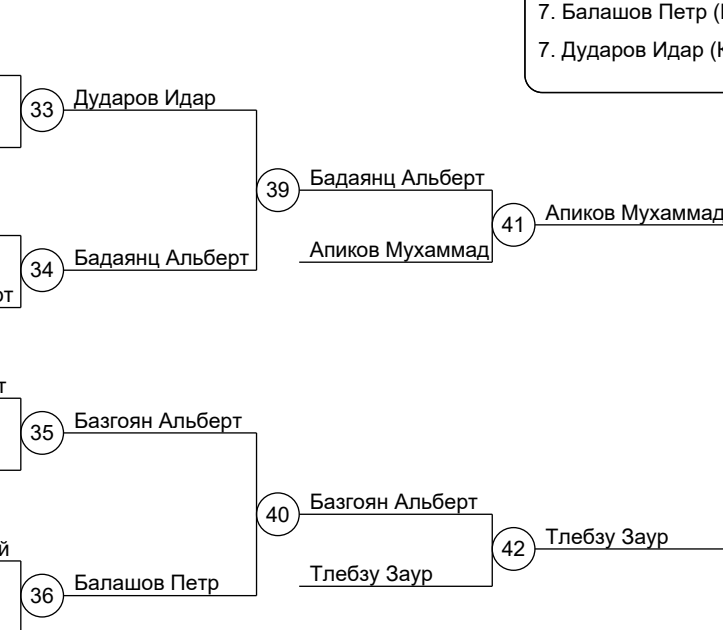 7. Балашов Петр (
7. Дударов Идар (К
33 Дударов Идар
39 Бадаянц Альберт
41 Апиков Мухаммад
Апиков Мухаммад
34 Бадаянц Альберт
рт
т
35 Базгоян Альберт
40 Базгоян Альберт
42 Тлебзу Заур
й
Тлебзу Заур
36 Балашов Петр